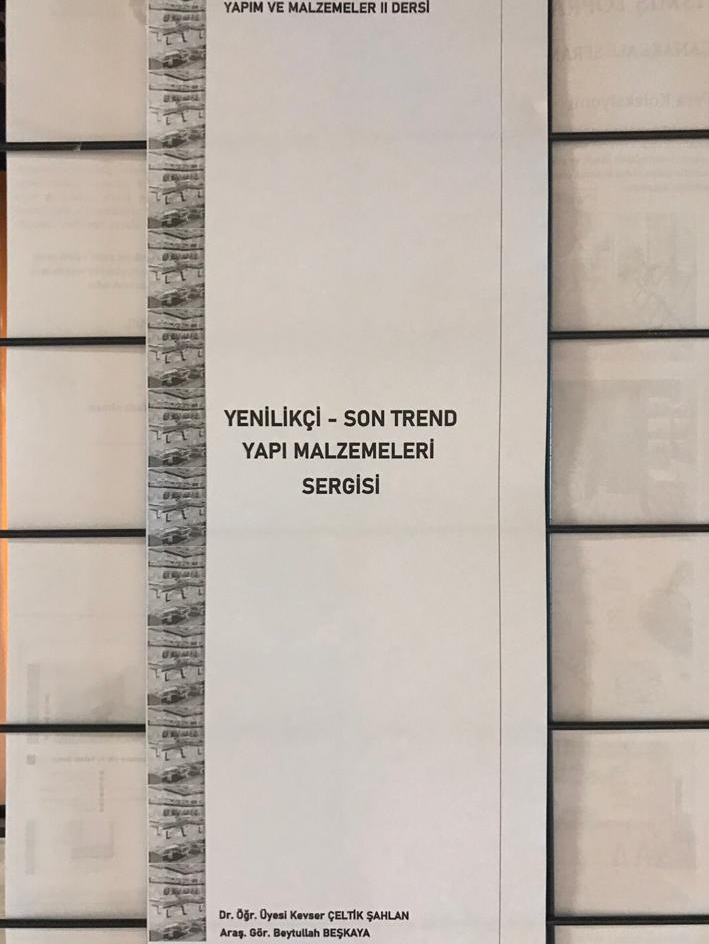 YAPIM VE MALZEMELER II DERSİ
YENİLİKÇİ - SON TREND
YAPI MALZEMELERİ
SERGİSİ
Dr. Öğr. Üyesi Kevser ÇELTİK ŞAHLAN
Araş. Gör. Beytullah BEŞKAYA